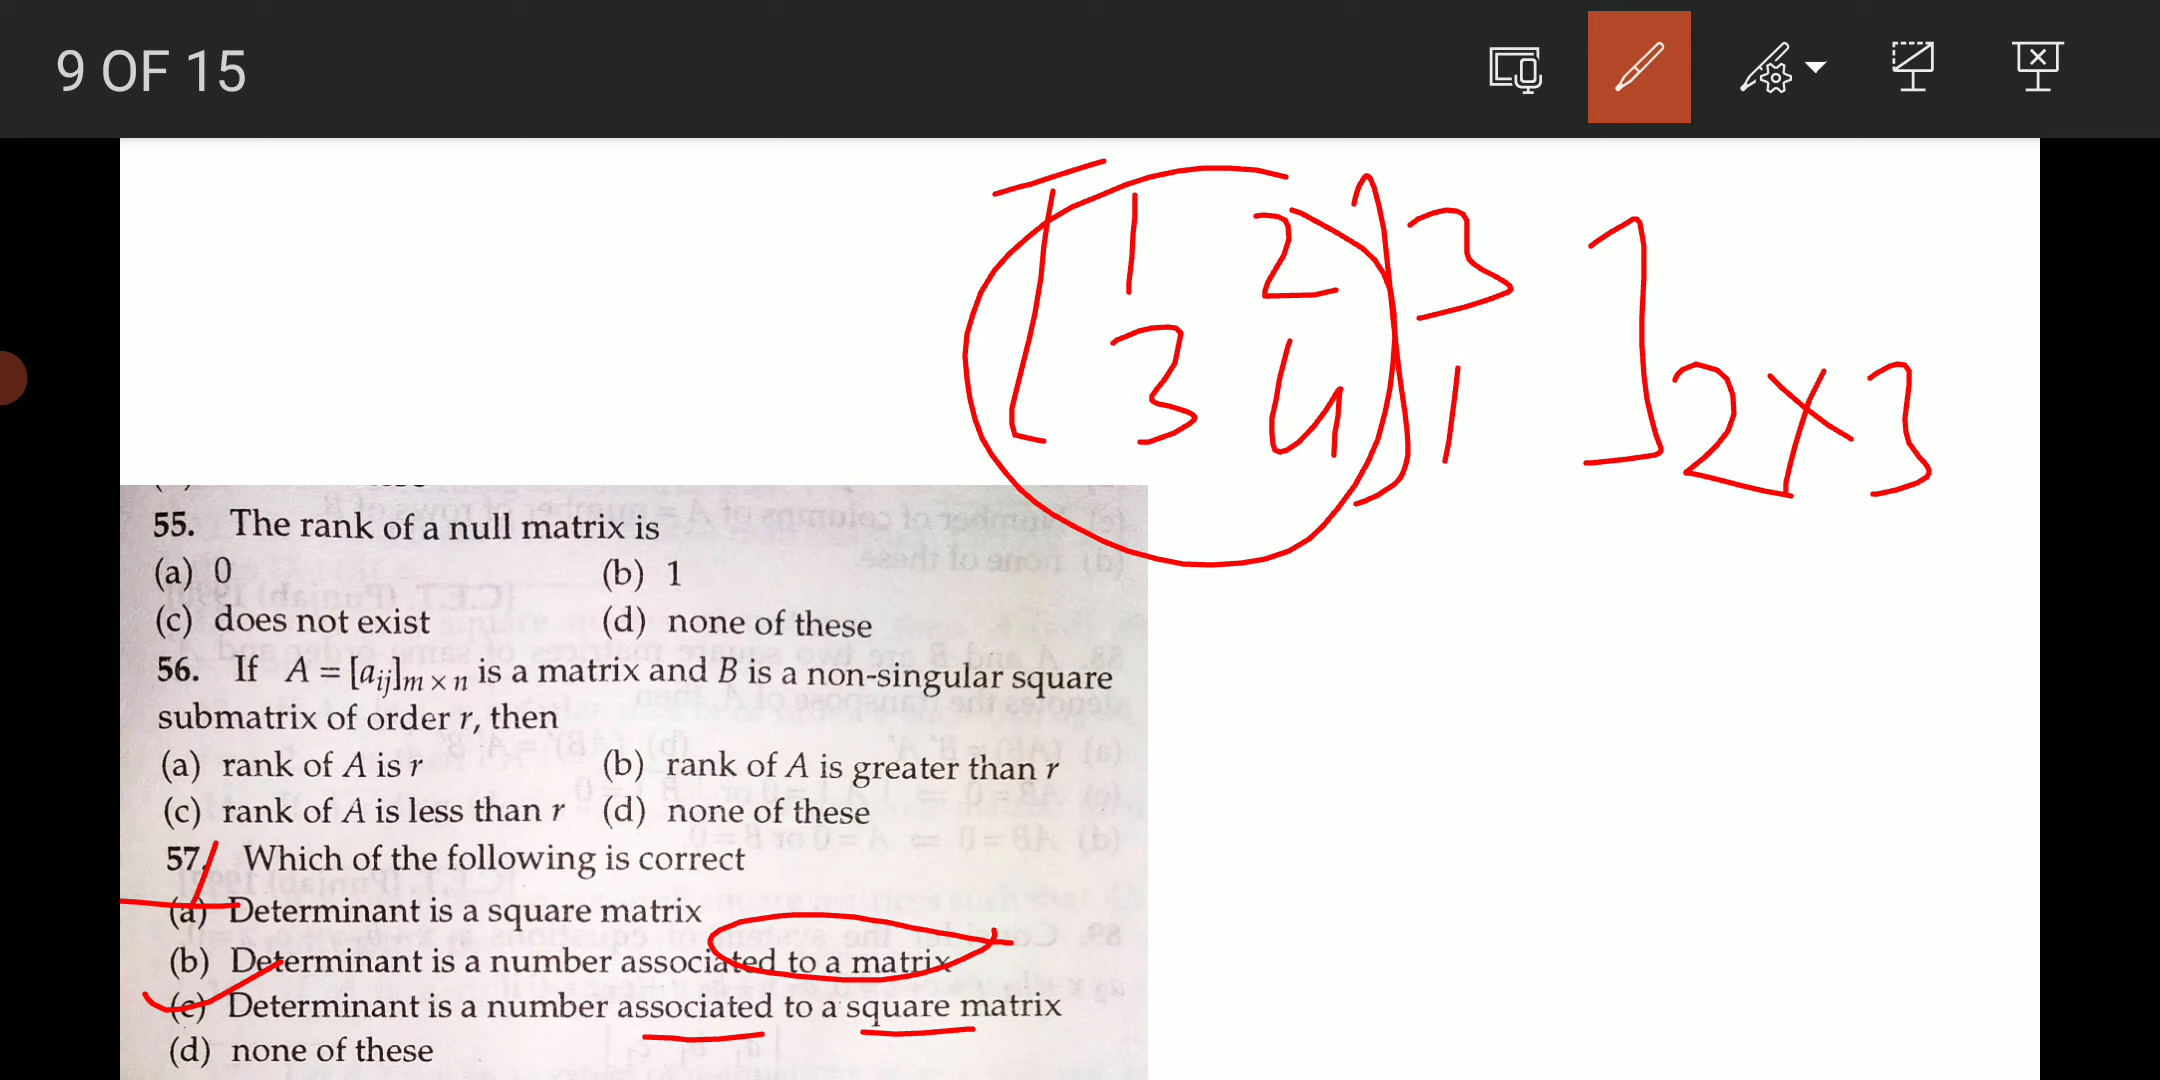 9 OF 15
1 2 3
3 4 1
2 × 3
55. The rank of a null matrix is
(a) 0 (b) 1
(c) does not exist (d) none of these
56. If A = [aij]m × n is a matrix and B is a non-singular square
submatrix of order r, then
(a) rank of A is r (b) rank of A is greater than r
(c) rank of A is less than r (d) none of these
57. Which of the following is correct
(a) Determinant is a square matrix
(b) Determinant is a number associated to a matrix
(c) Determinant is a number associated to a square matrix
(d) none of these